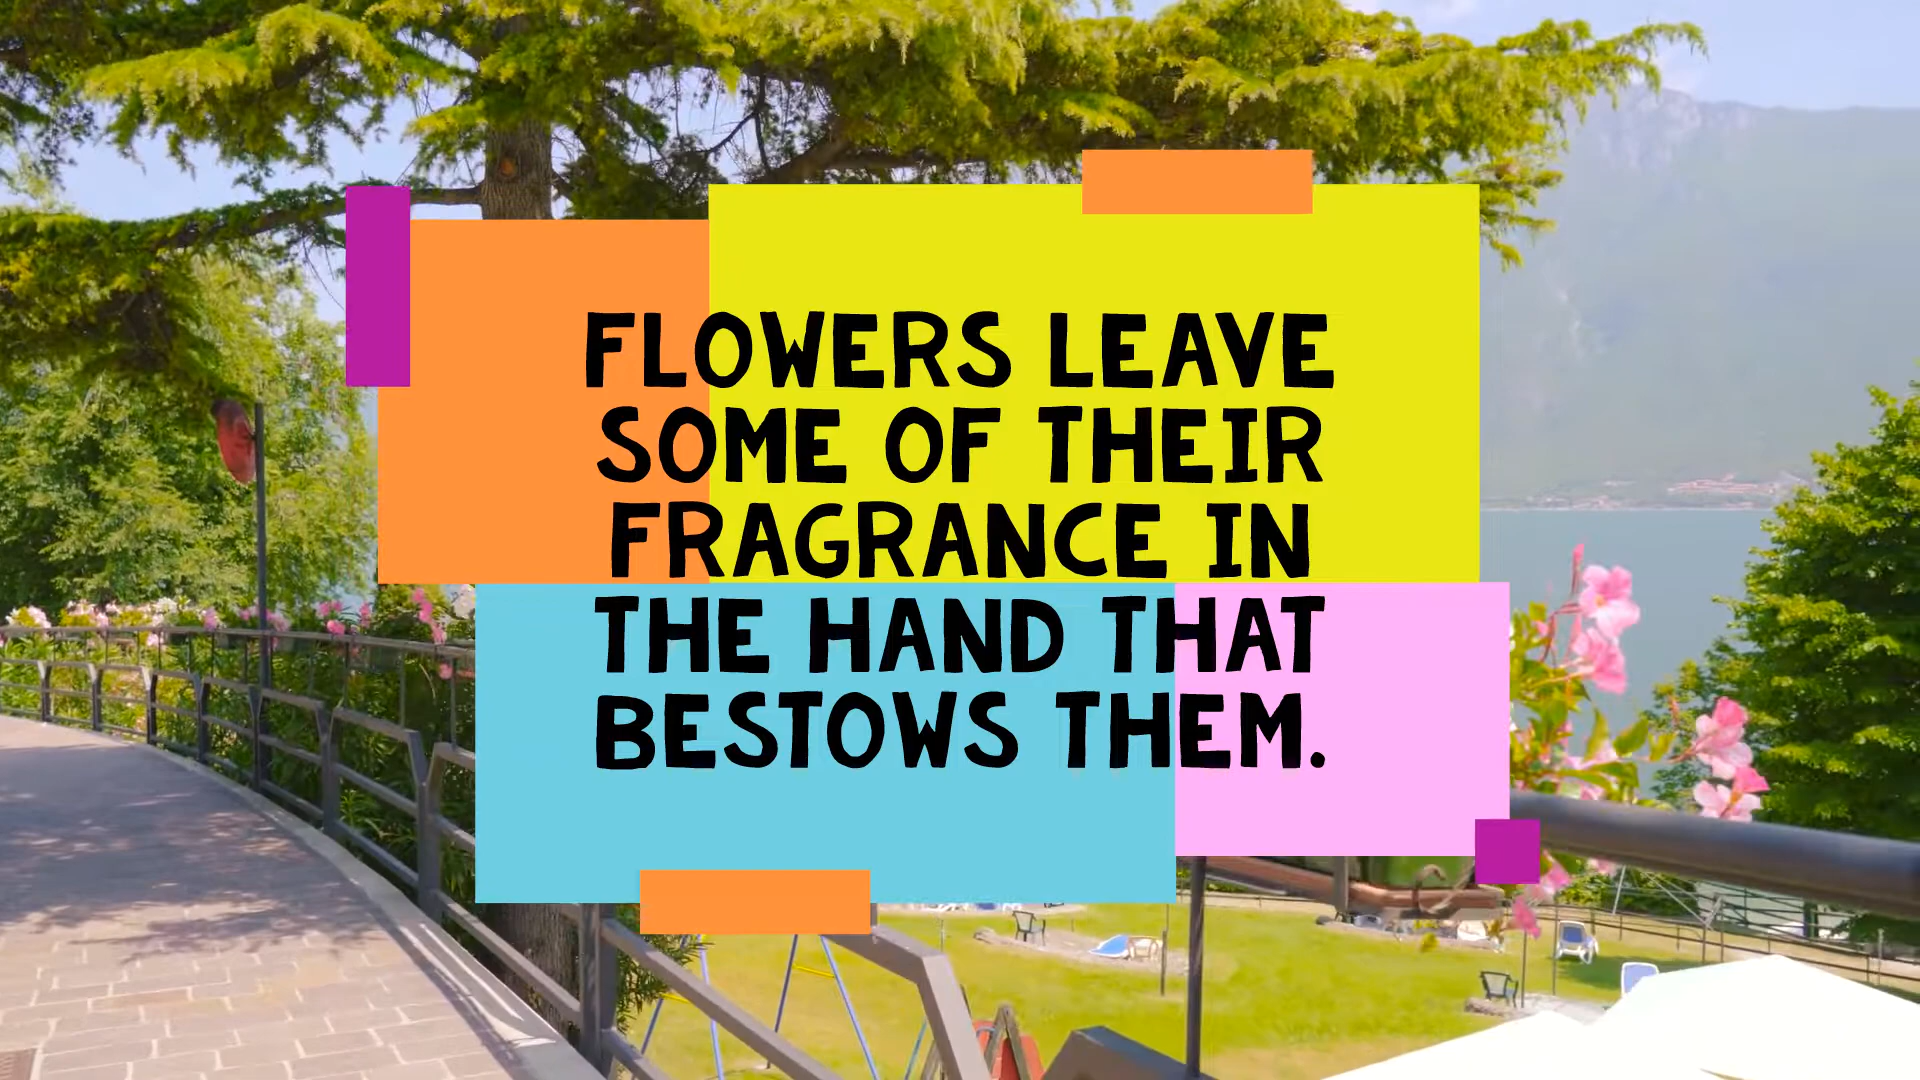 FLOWERS LEAVE
SOME OF THEIR
FRAGRANCE IN
THE HAND THAT
BESTOWS THEM.